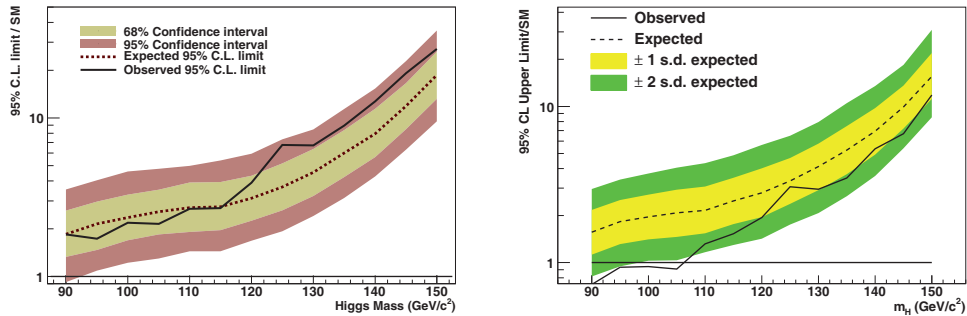 95% C.L. limit / SM
68% Confidence interval
95% Confidence interval
Expected 95% C.L. limit
Observed 95% C.L. limit
10
1
90 100 110 120 130 140 150
Higgs Mass (GeV/c²)
95% CL Upper Limit/SM
Observed
Expected
± 1 s.d. expected
± 2 s.d. expected
10
1
90 100 110 120 130 140 150
m_H (GeV/c²)